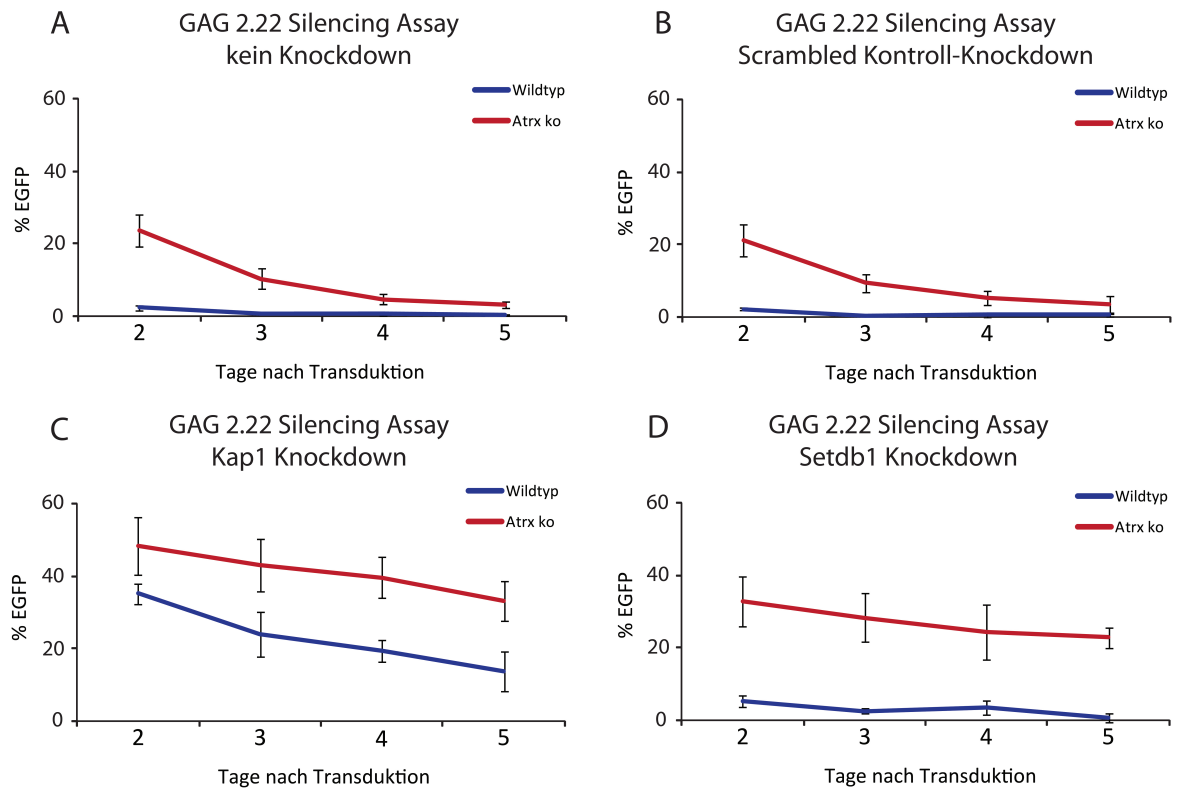 A
GAG 2.22 Silencing Assay
kein Knockdown
Wildtyp
Atrx ko
60
40
20
0
% EGFP
2 3 4 5
Tage nach Transduktion
B
GAG 2.22 Silencing Assay
Scrambled Kontroll-Knockdown
Wildtyp
Atrx ko
60
40
20
0
% EGFP
2 3 4 5
Tage nach Transduktion
C
GAG 2.22 Silencing Assay
Kap1 Knockdown
Wildtyp
Atrx ko
60
40
20
0
% EGFP
2 3 4 5
Tage nach Transduktion
D
GAG 2.22 Silencing Assay
Setdb1 Knockdown
Wildtyp
Atrx ko
60
40
20
0
% EGFP
2 3 4 5
Tage nach Transduktion